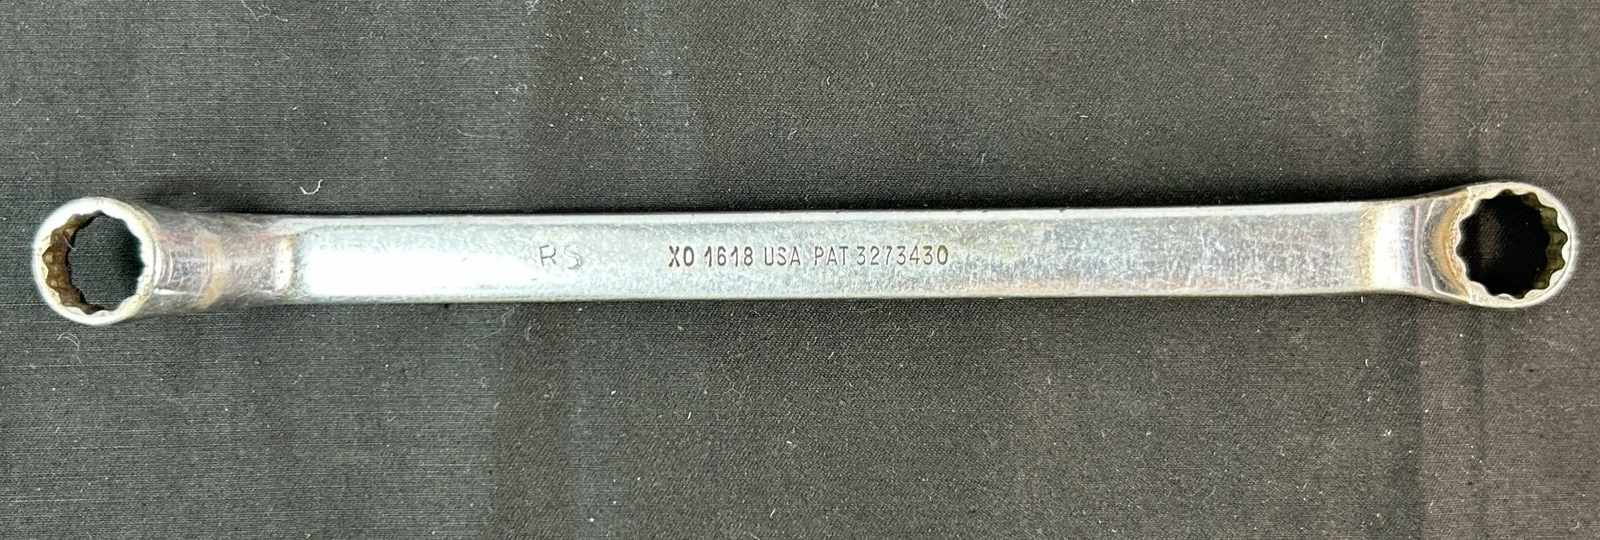 RS XO 1618 USA PAT 3273430